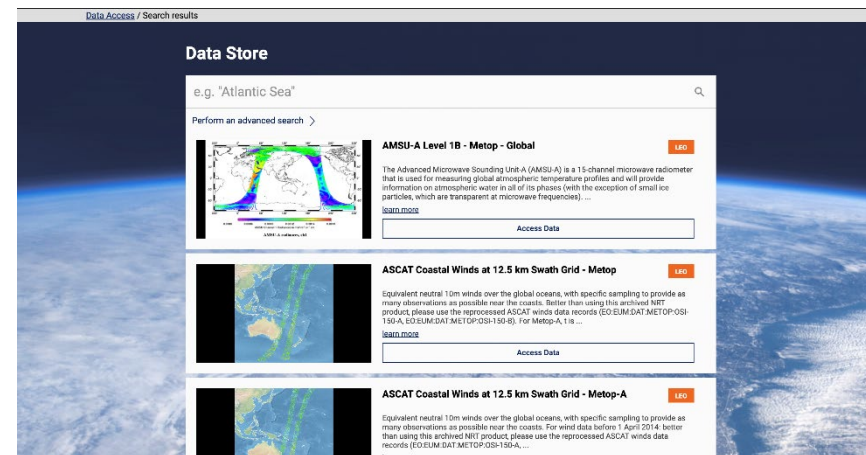 Data Access / Search results
Data Store
e.g. "Atlantic Sea"
Perform an advanced search
AMSU-A Level 1B - Metop - Global
LEO
The Advanced Microwave Sounding Unit-A (AMSU-A) is a 15-channel microwave radiometer
that is used for measuring global atmospheric temperature profiles and will provide
information on atmospheric water in all of its phases (with the exception of small ice
particles, which are transparent at microwave frequencies). ...
learn more
Access Data
ASCAT Coastal Winds at 12.5 km Swath Grid - Metop
LEO
Equivalent neutral 10m winds over the global oceans, with specific sampling to provide as
many observations as possible near the coasts. Better than using this archived NRT
product, please use the reprocessed ASCAT winds data records (EO:EUM:DAT:METOP:OSI-
150-A, EO:EUM:DAT:METOP:OSI-150-B). For Metop-A, t is ...
learn more
Access Data
ASCAT Coastal Winds at 12.5 km Swath Grid - Metop-A
LEO
Equivalent neutral 10m winds over the global oceans, with specific sampling to provide as
many observations as possible near the coasts. For wind data before 1 April 2014: better
than using this archived NRT product, please use the reprocessed ASCAT winds data
records (EO:EUM:DAT:METOP:OSI-150-A, ...